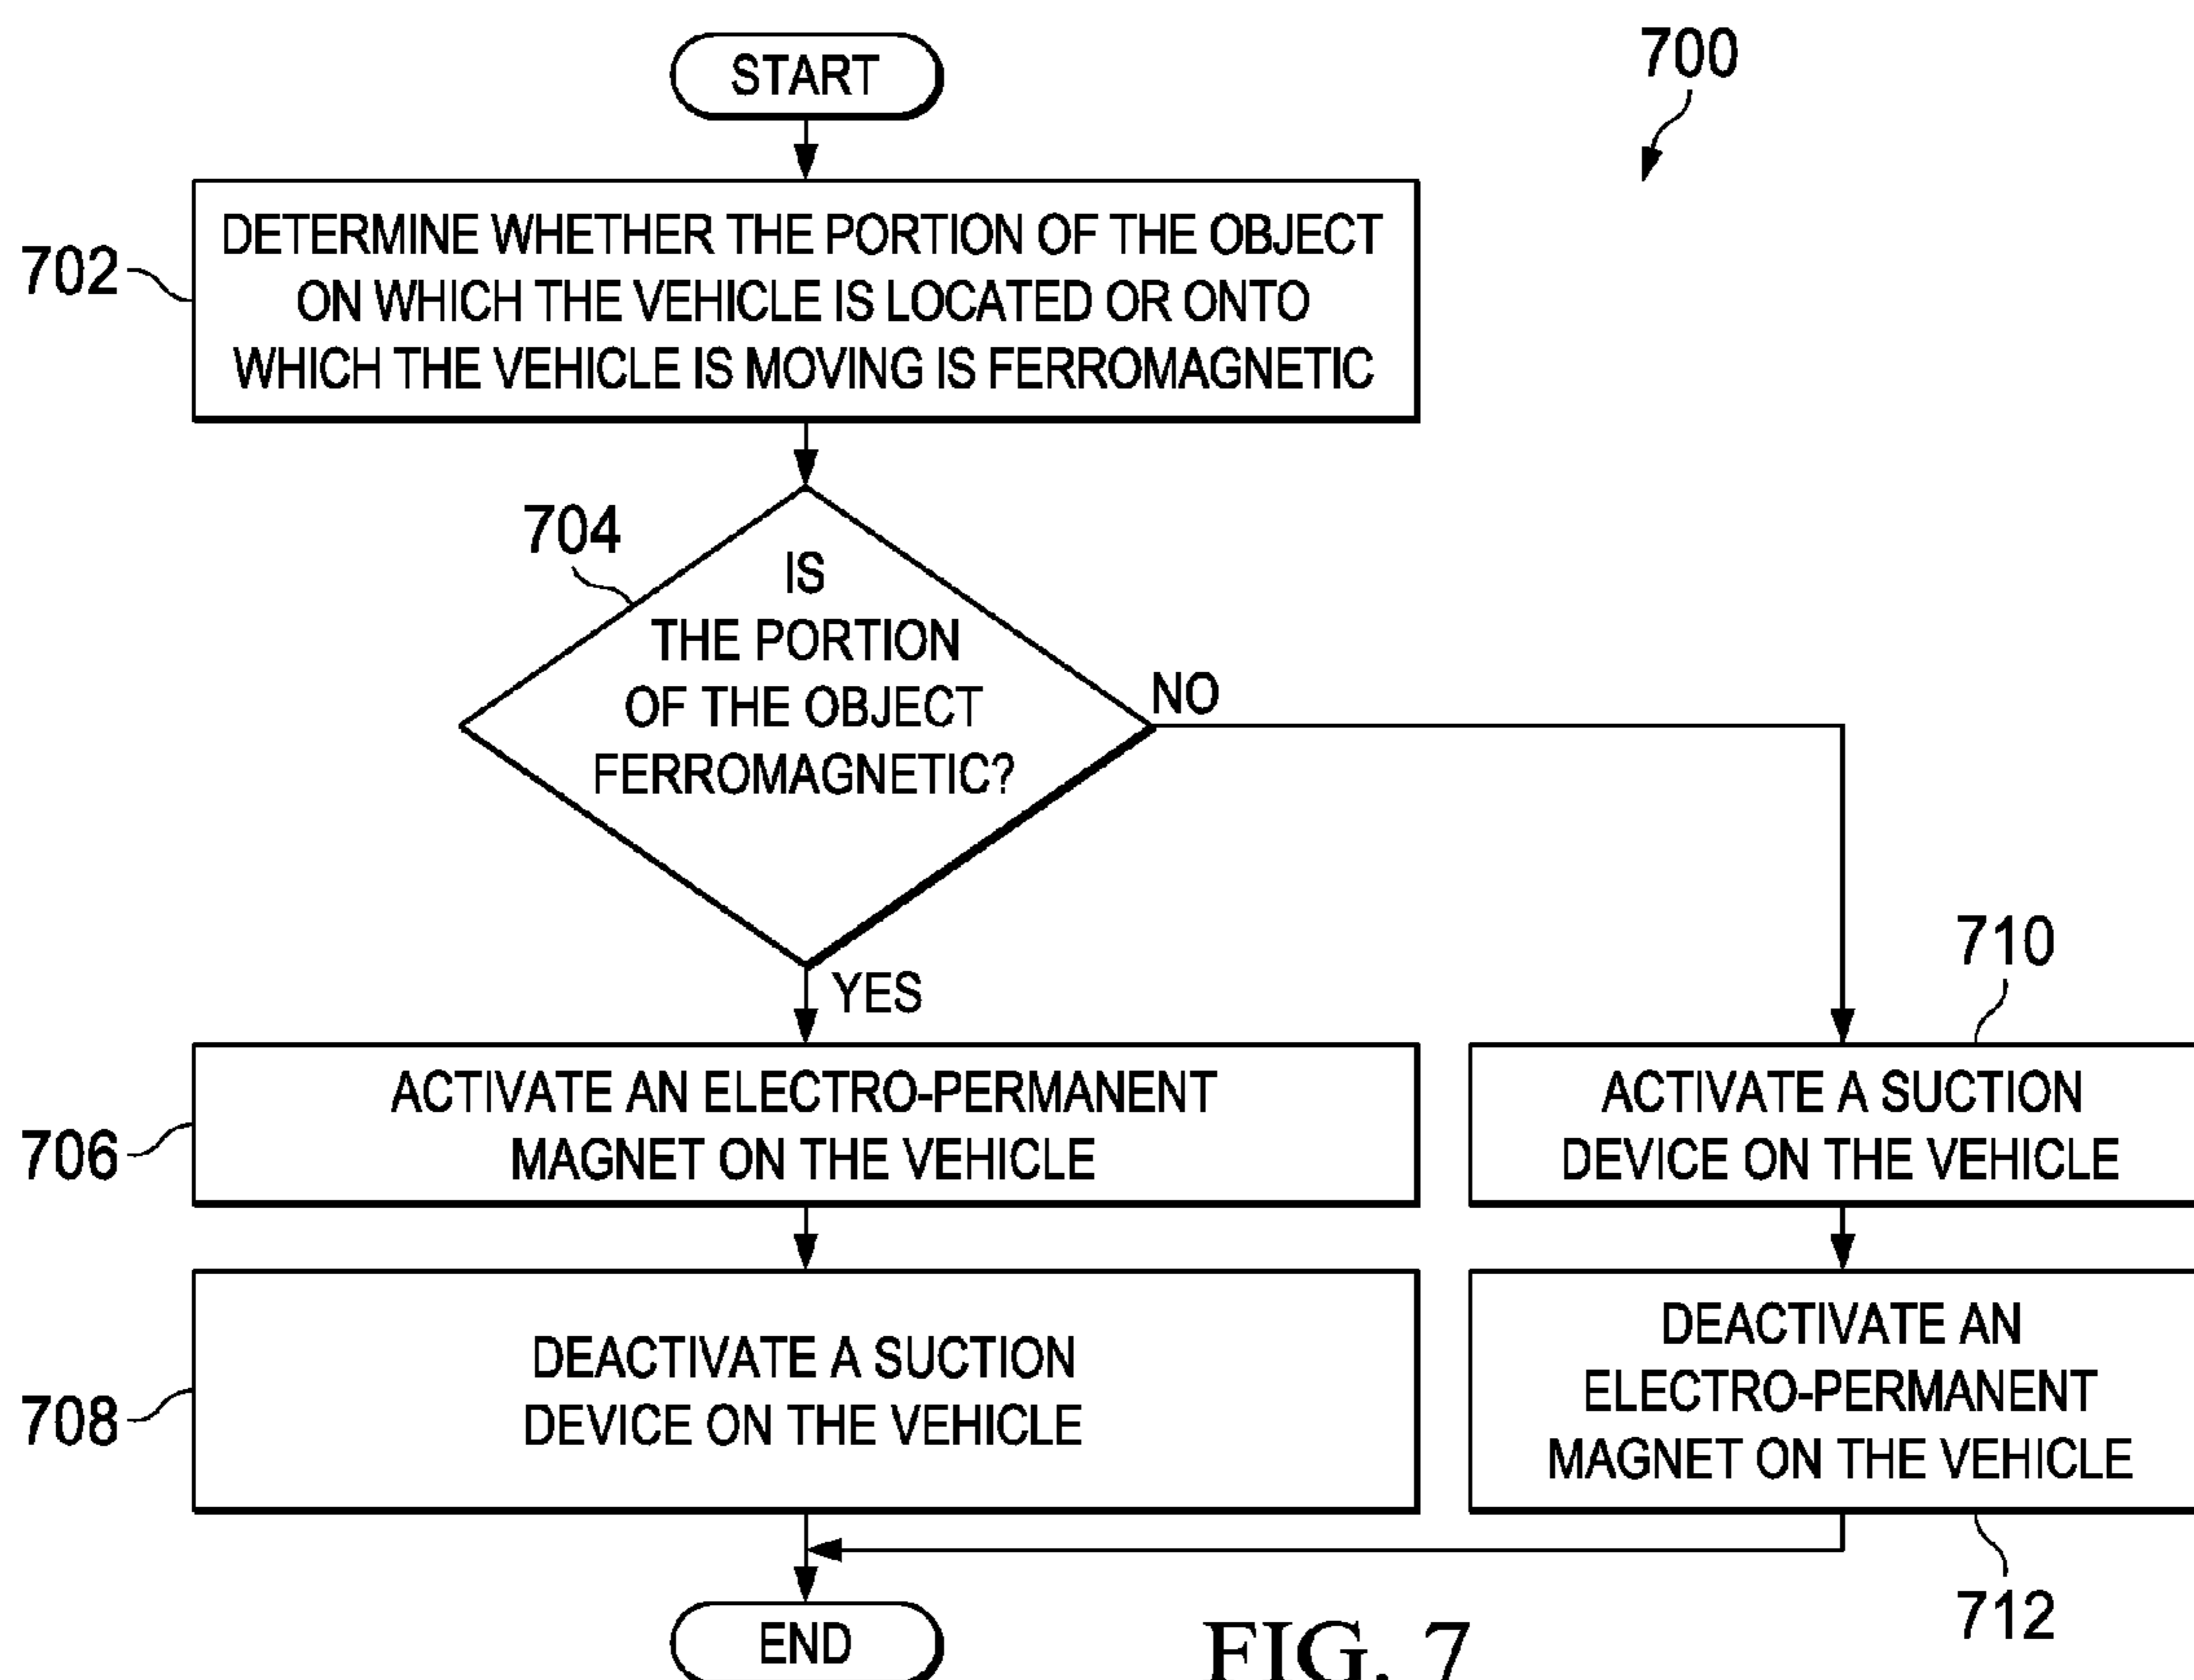 START
700
702
DETERMINE WHETHER THE PORTION OF THE OBJECT
ON WHICH THE VEHICLE IS LOCATED OR ONTO
WHICH THE VEHICLE IS MOVING IS FERROMAGNETIC
704
IS
THE PORTION
OF THE OBJECT
FERROMAGNETIC?
NO
YES
706
ACTIVATE AN ELECTRO-PERMANENT
MAGNET ON THE VEHICLE
710
ACTIVATE A SUCTION
DEVICE ON THE VEHICLE
708
DEACTIVATE A SUCTION
DEVICE ON THE VEHICLE
DEACTIVATE AN
ELECTRO-PERMANENT
MAGNET ON THE VEHICLE
712
END
FIG. 7